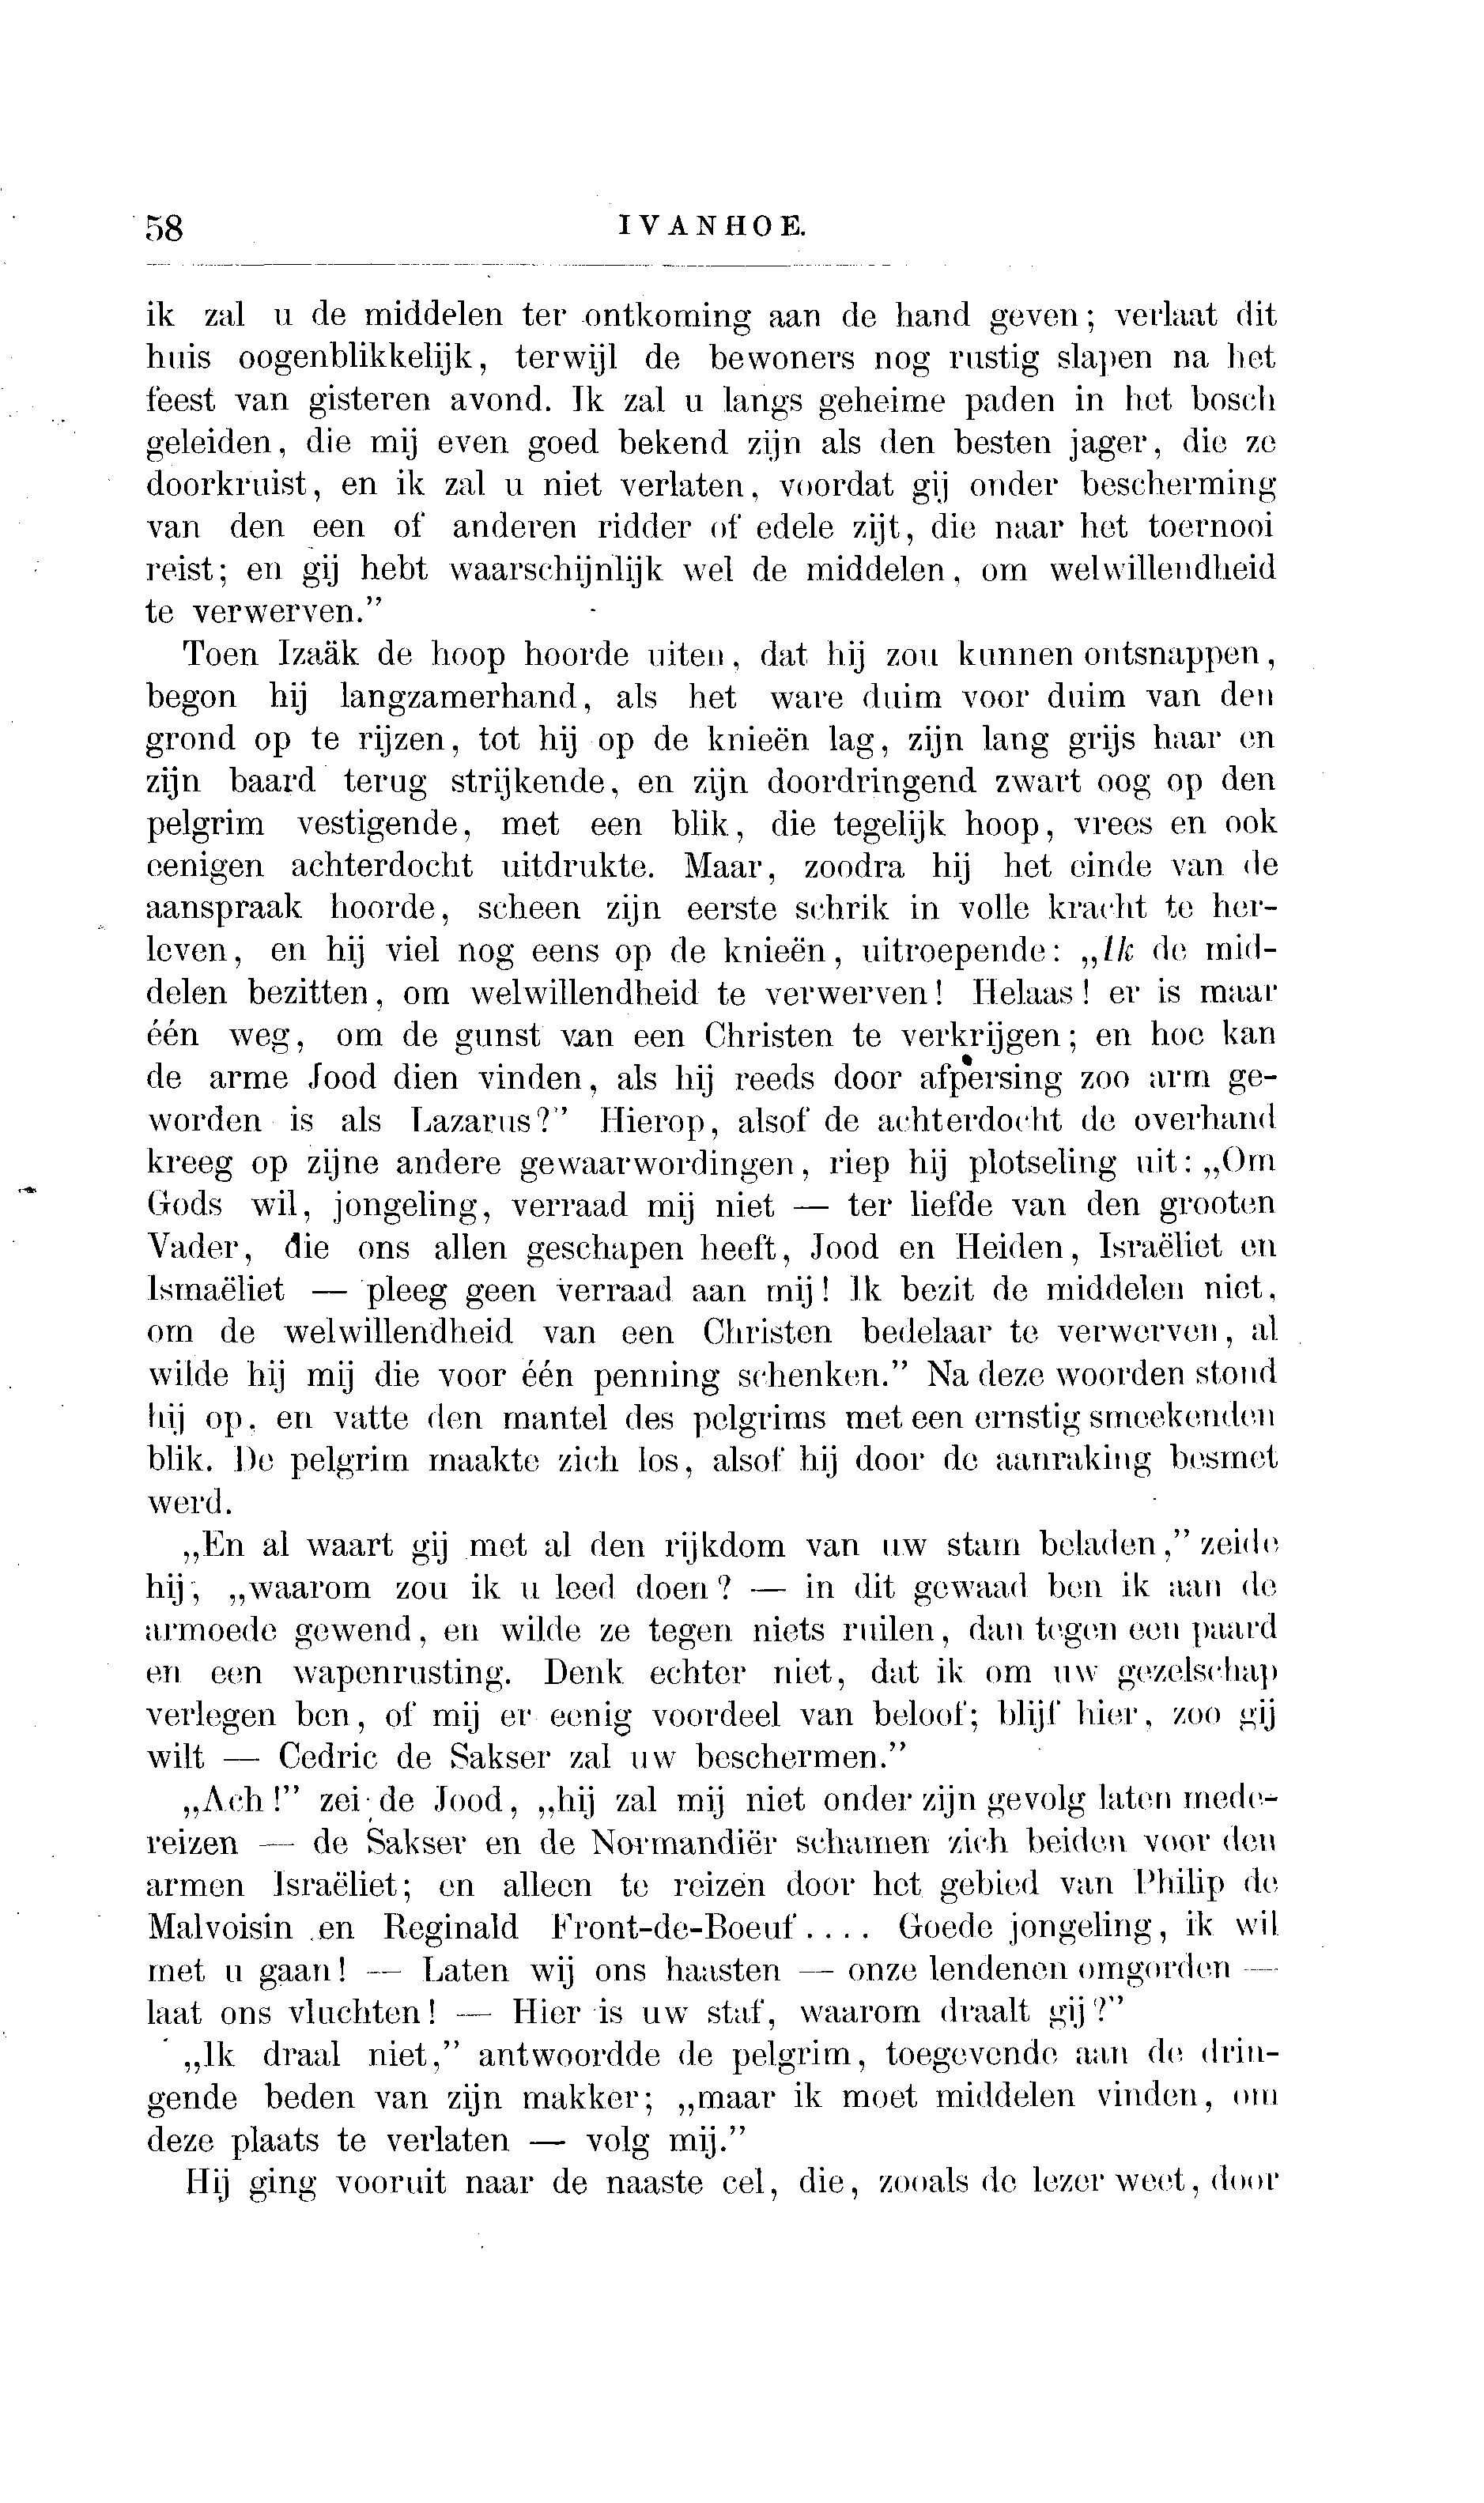 58 IVANHOE.
ik zal u de middelen ter ontkoming aan de hand geven; verlaat dit
huis oogenblikkelijk, terwijl de bewoners nog rustig slapen na het
feest van gisteren avond. Ik zal u langs geheime paden in het bosch
geleiden, die mij even goed bekend zijn als den besten jager, die ze
doorkruist, en ik zal u niet verlaten, voordat gij onder bescherming
van den een of anderen ridder of edele zijt, die naar het toernooi
reist; en gij hebt waarschijnlijk wel de middelen, om welwillendheid
te verwerven.”
Toen Izaäk de hoop hoorde uiten, dat hij zou kunnen ontsnappen,
begon hij langzamerhand, als het ware duim voor duim van den
grond op te rijzen, tot hij op de knieën lag, zijn lang grijs haar en
zijn baard terug strijkende, en zijn doordringend zwart oog op den
pelgrim vestigende, met een blik, die tegelijk hoop, vrees en ook
eenigen achterdocht uitdrukte. Maar, zoodra hij het einde van de
aanspraak hoorde, scheen zijn eerste schrik in volle kracht te her-
leven, en hij viel nog eens op de knieën, uitroepende: „Ik de mid-
delen bezitten, om welwillendheid te verwerven! Helaas! er is maar
één weg, om de gunst van een Christen te verkrijgen; en hoe kan
de arme Jood dien vinden, als hij reeds door afpersing zoo arm ge-
worden is als Lazarus?” Hierop, alsof de achterdocht de overhand
kreeg op zijne andere gewaarwordingen, riep hij plotseling uit: „Om
Gods wil, jongeling, verraad mij niet — ter liefde van den grooten
Vader, die ons allen geschapen heeft, Jood en Heiden, Israëliet en
Ismaëliet — pleeg geen verraad aan mij! Ik bezit de middelen niet,
om de welwillendheid van een Christen bedelaar te verwerven, al
wilde hij mij die voor één penning schenken.” Na deze woorden stond
hij op, en vatte den mantel des pelgrims met een ernstig smeekenden
blik. De pelgrim maakte zich los, alsof hij door de aanraking besmet
werd.
„En al waart gij met al den rijkdom van uw stam beladen,” zeide
hij, „waarom zou ik u leed doen? — in dit gewaad ben ik aan de
armoede gewend, en wilde ze tegen niets ruilen, dan tegen een paard
en een wapenrusting. Denk echter niet, dat ik om uw gezelschap
verlegen ben, of mij er eenig voordeel van beloof; blijf hier, zoo gij
wilt — Cedric de Sakser zal uw beschermen.”
„Ach!” zei de Jood, „hij zal mij niet onder zijn gevolg laten mede-
reizen — de Sakser en de Normandiër schamen zich beiden voor den
armen Israëliet; en alleen te reizen door het gebied van Philip de
Malvoisin en Reginald Front-de-Boeuf.... Goede jongeling, ik wil
met u gaan! — Laten wij ons haasten — onze lendenen omgorden —
laat ons vluchten! — Hier is uw staf, waarom draalt gij?”
„Ik draal niet,” antwoordde de pelgrim, toegevende aan de drin-
gende beden van zijn makker; „maar ik moet middelen vinden, om
deze plaats te verlaten — volg mij.”
Hij ging vooruit naar de naaste cel, die, zooals de lezer weet, door